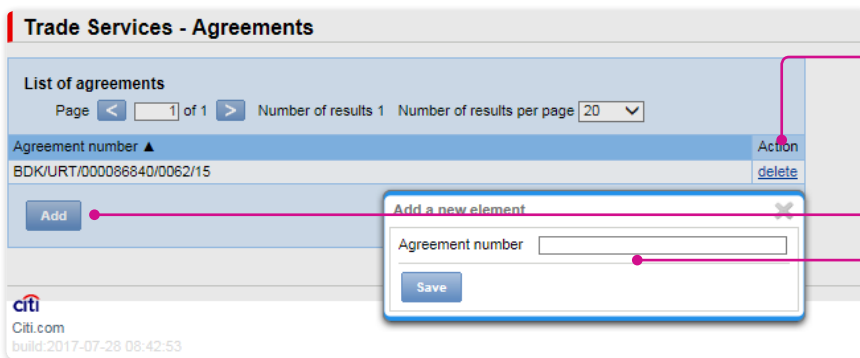 Trade Services - Agreements
List of agreements
Page < 1 of 1 > Number of results 1 Number of results per page 20
Agreement number ▲ Action
BDK/URT/000086840/0062/15 delete
Add
Add a new element
Agreement number
Save
citi
Citi.com
build:2017-07-28 08:42:53